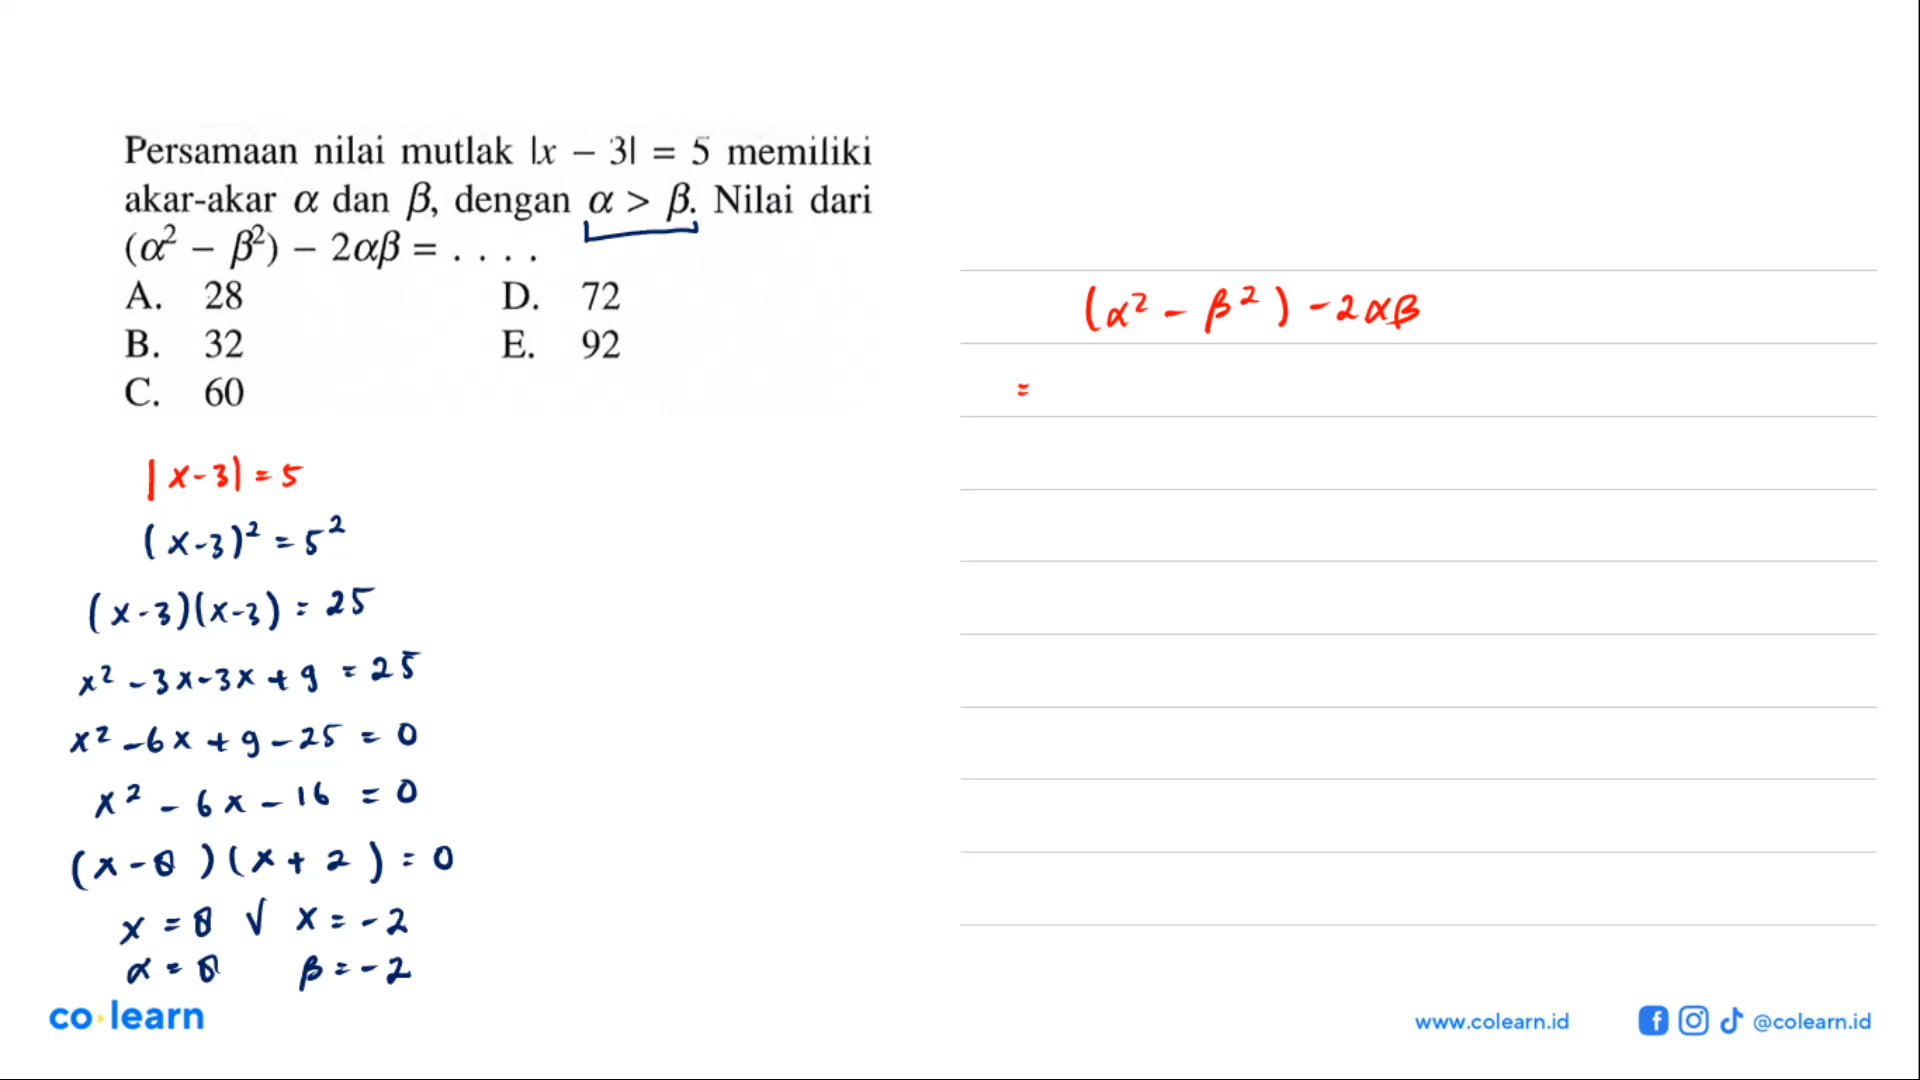 Persamaan nilai mutlak |x − 3| = 5 memiliki
akar-akar α dan β, dengan α > β. Nilai dari
(α² − β²) − 2αβ = . . . .
A. 28 D. 72
B. 32 E. 92
C. 60
|x-3| = 5
(x-3)² = 5²
(x-3)(x-3) = 25
x² - 3x - 3x + 9 = 25
x² - 6x + 9 - 25 = 0
x² - 6x - 16 = 0
(x - 8)(x + 2) = 0
x = 8 √ x = -2
α = 8 β = -2
(α² - β²) - 2αβ
=
co learn
www.colearn.id
@colearn.id